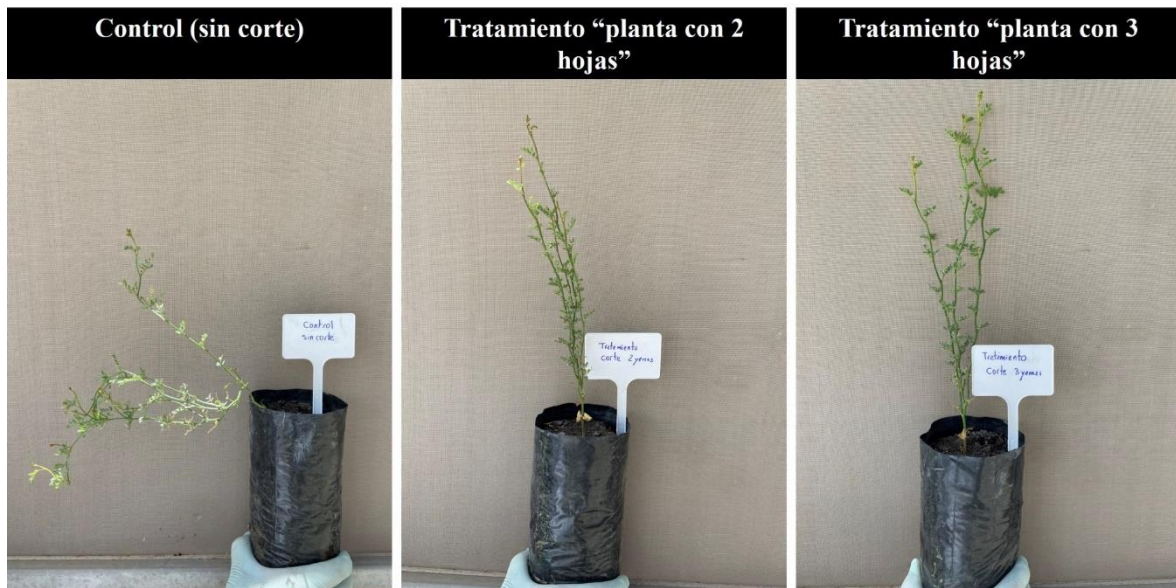 Control (sin corte)
Tratamiento “planta con 2
hojas”
Tratamiento “planta con 3
hojas”
Control
sin corte
Tratamiento
Corte 2 yemas
Tratamiento
Corte 3 yemas